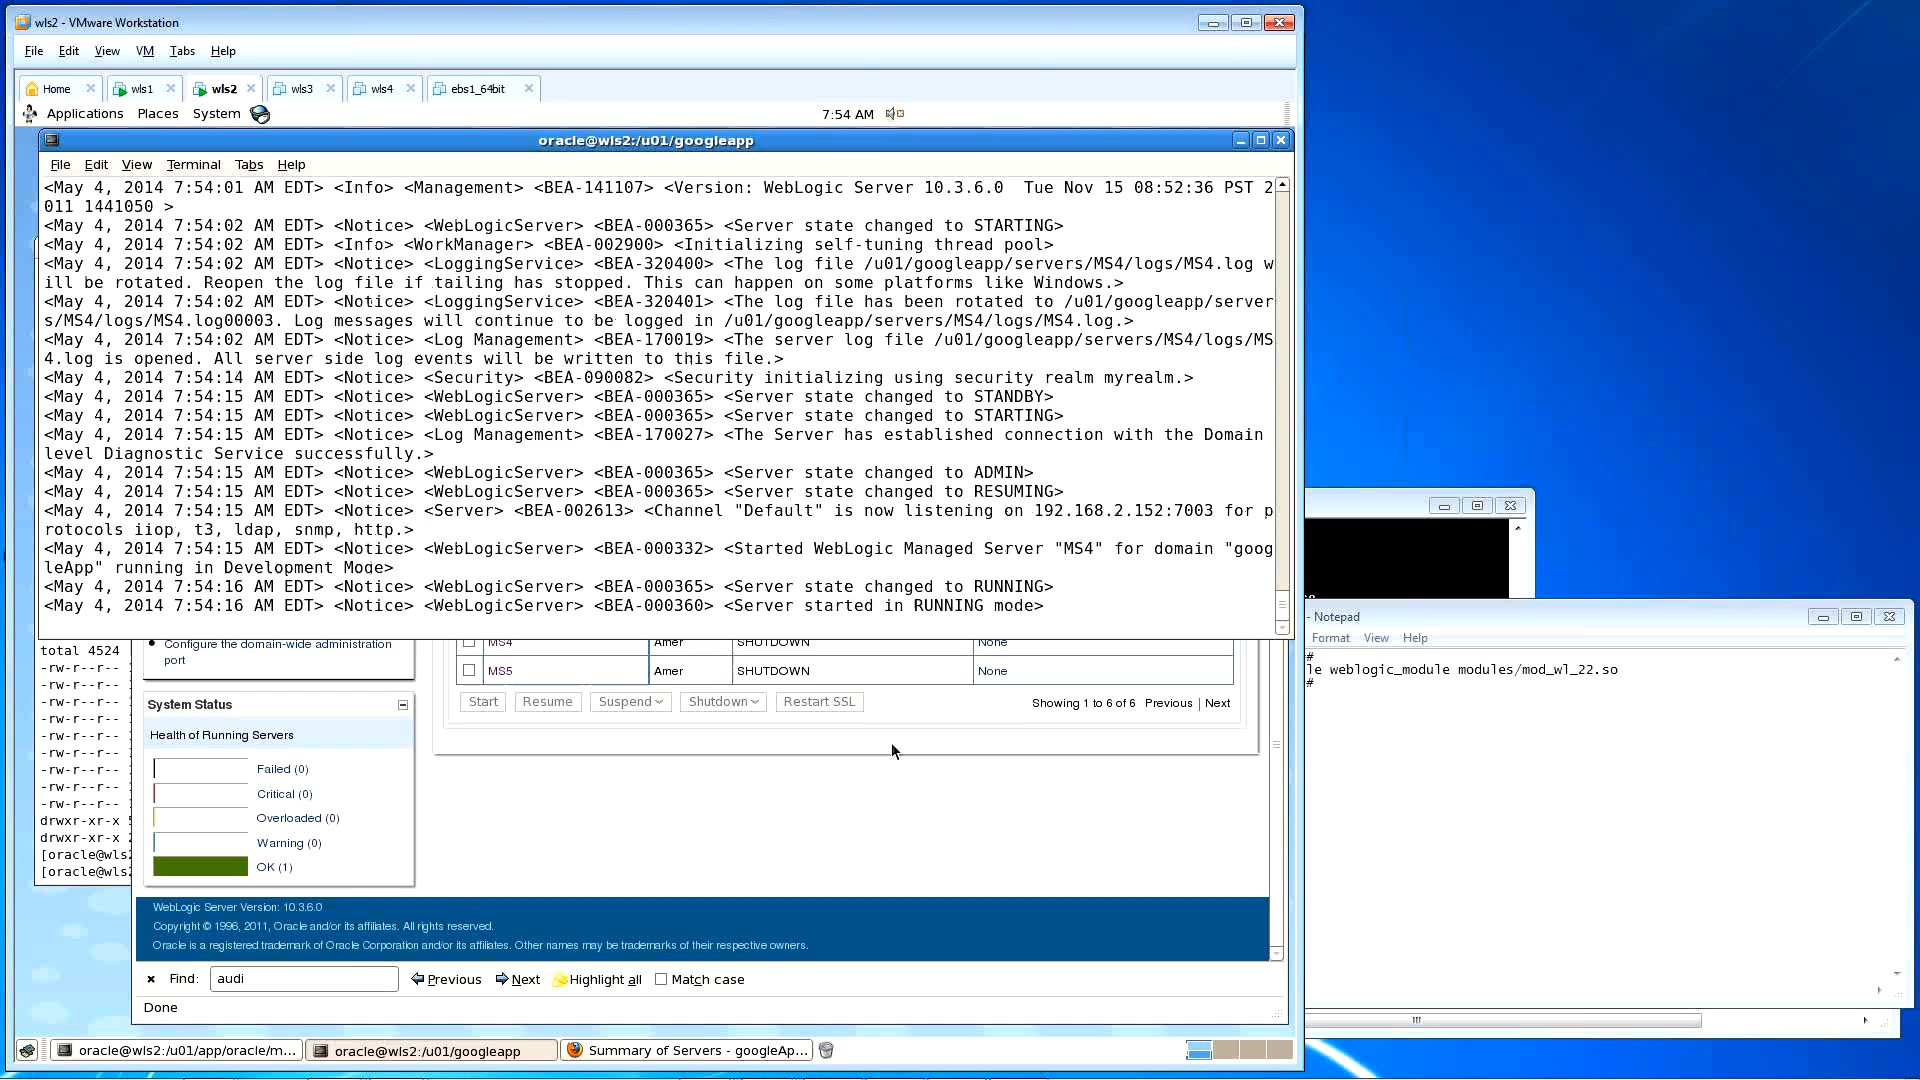 wls2 - VMware Workstation
File Edit View VM Tabs Help
Home wls1 wls2 wls3 wls4 ebs1_64bit
Applications Places System 7:54 AM
oracle@wls2:/u01/googleapp
File Edit View Terminal Tabs Help
<May 4, 2014 7:54:01 AM EDT> <Info> <Management> <BEA-141107> <Version: WebLogic Server 10.3.6.0  Tue Nov 15 08:52:36 PST 2
011 1441050 >
<May 4, 2014 7:54:02 AM EDT> <Notice> <WebLogicServer> <BEA-000365> <Server state changed to STARTING>
<May 4, 2014 7:54:02 AM EDT> <Info> <WorkManager> <BEA-002900> <Initializing self-tuning thread pool>
<May 4, 2014 7:54:02 AM EDT> <Notice> <LoggingService> <BEA-320400> <The log file /u01/googleapp/servers/MS4/logs/MS4.log w
ill be rotated. Reopen the log file if tailing has stopped. This can happen on some platforms like Windows.>
<May 4, 2014 7:54:02 AM EDT> <Notice> <LoggingService> <BEA-320401> <The log file has been rotated to /u01/googleapp/server
s/MS4/logs/MS4.log00003. Log messages will continue to be logged in /u01/googleapp/servers/MS4/logs/MS4.log.>
<May 4, 2014 7:54:02 AM EDT> <Notice> <Log Management> <BEA-170019> <The server log file /u01/googleapp/servers/MS4/logs/MS
4.log is opened. All server side log events will be written to this file.>
<May 4, 2014 7:54:14 AM EDT> <Notice> <Security> <BEA-090082> <Security initializing using security realm myrealm.>
<May 4, 2014 7:54:15 AM EDT> <Notice> <WebLogicServer> <BEA-000365> <Server state changed to STANDBY>
<May 4, 2014 7:54:15 AM EDT> <Notice> <WebLogicServer> <BEA-000365> <Server state changed to STARTING>
<May 4, 2014 7:54:15 AM EDT> <Notice> <Log Management> <BEA-170027> <The Server has established connection with the Domain
level Diagnostic Service successfully.>
<May 4, 2014 7:54:15 AM EDT> <Notice> <WebLogicServer> <BEA-000365> <Server state changed to ADMIN>
<May 4, 2014 7:54:15 AM EDT> <Notice> <WebLogicServer> <BEA-000365> <Server state changed to RESUMING>
<May 4, 2014 7:54:15 AM EDT> <Notice> <Server> <BEA-002613> <Channel "Default" is now listening on 192.168.2.152:7003 for p
rotocols iiop, t3, ldap, snmp, http.>
<May 4, 2014 7:54:15 AM EDT> <Notice> <WebLogicServer> <BEA-000332> <Started WebLogic Managed Server "MS4" for domain "goog
leApp" running in Development Mode>
<May 4, 2014 7:54:16 AM EDT> <Notice> <WebLogicServer> <BEA-000365> <Server state changed to RUNNING>
<May 4, 2014 7:54:16 AM EDT> <Notice> <WebLogicServer> <BEA-000360> <Server started in RUNNING mode>
total 4524
-rw-r--r--
-rw-r--r--
-rw-r--r--
-rw-r--r--
-rw-r--r--
-rw-r--r--
-rw-r--r--
-rw-r--r--
-rw-r--r--
drwxr-xr-x
drwxr-xr-x
[oracle@wls2
[oracle@wls2
Configure the domain-wide administration
port
System Status
Health of Running Servers
Failed (0)
Critical (0)
Overloaded (0)
Warning (0)
OK (1)
MS4 Amer SHUTDOWN None
MS5 Amer SHUTDOWN None
Start Resume Suspend Shutdown Restart SSL Showing 1 to 6 of 6 Previous | Next
WebLogic Server Version: 10.3.6.0
Copyright © 1996, 2011, Oracle and/or its affiliates. All rights reserved.
Oracle is a registered trademark of Oracle Corporation and/or its affiliates. Other names may be trademarks of their respective owners.
Find: audi Previous Next Highlight all Match case
Done
oracle@wls2:/u01/app/oracle/m... oracle@wls2:/u01/googleapp Summary of Servers - googleAp...
- Notepad
Format View Help
#
le weblogic_module modules/mod_wl_22.so
#